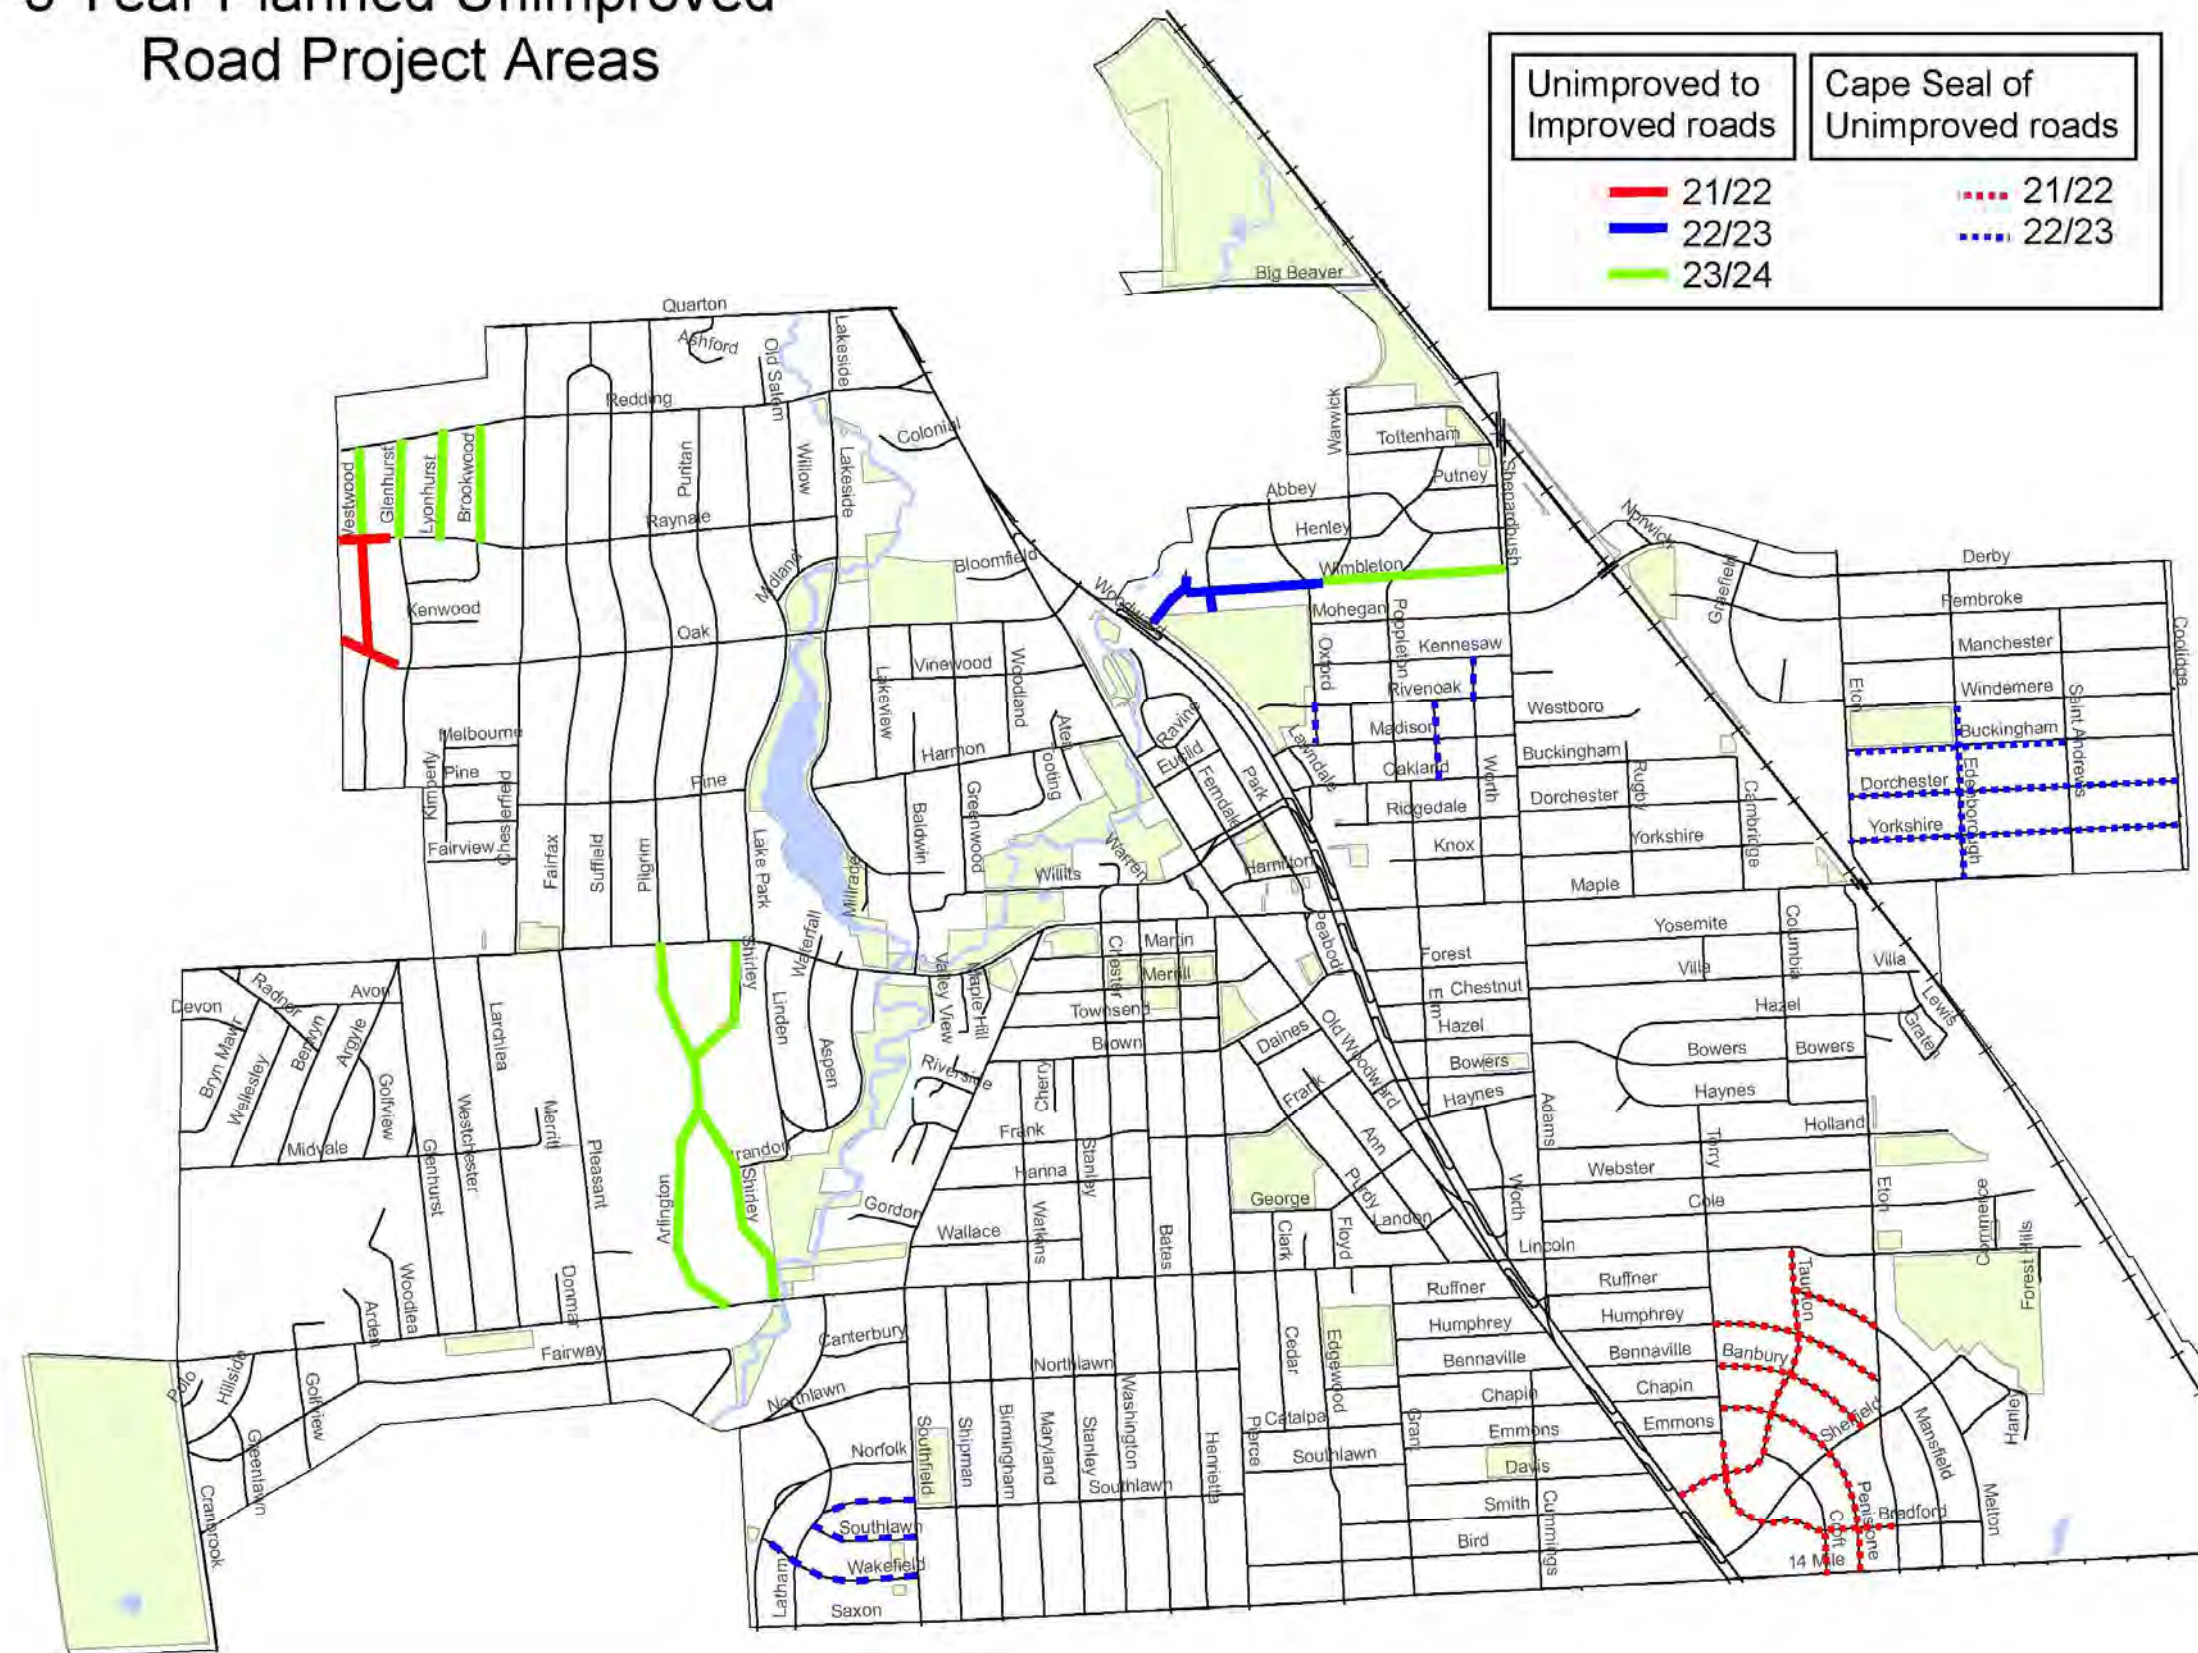 Road Project Areas
Unimproved to
Improved roads
21/22
22/23
23/24
Cape Seal of
Unimproved roads
21/22
22/23
Big Beaver
Quarton
Ashford
Old Salem
Lakeside
Redding
Colonial
Warwick
Tottenham
Putney
Shepardbush
Abbey
Henley
Wimbleton
Norwich
Graefield
Derby
Pembroke
Manchester
Windemere
Coolidge
Saint Andrews
Eton
Buckingham
Dorchester
Edenborough
Yorkshire
Glenhurst
Lyonhurst
Brookwood
Puritan
Willow
Lakeside
Raynale
Midland
Bloomfield
Woodward
Kenwood
Oak
Mohegan
Poppleton
Oxford
Kennesaw
Rivenoak
Madison
Oakland
Lawndale
Worth
Westboro
Buckingham
Rugby
Ridgedale
Dorchester
Cambridge
Knox
Yorkshire
Maple
Vinewood
Woodland
Lakeview
Harmon
Aten
Tooting
Ravine
Euclid
Ferndale
Park
Melbourne
Pine
Kimberly
Chesterfield
Pine
Fairview
Fairfax
Suffield
Pilgrim
Lake Park
Baldwin
Greenwood
Millrace
Willits
Warren
Hamilton
Peabody
Waterfall
Shirley
Linden
Aspen
Valley View
Maple Hill
Chester
Martin
Merrill
Townsend
Brown
Riverside
Cherry
Frank
Hanna
Stanley
Gordon
Wallace
Watkins
Bates
Daines
Old Woodward
Frank
Ann
Purdy
George
Landon
Clark
Floyd
Forest
Elm
Chestnut
Hazel
Bowers
Haynes
Adams
Worth
Lincoln
Yosemite
Columbia
Villa
Villa
Hazel
Lewis
Graten
Bowers
Bowers
Haynes
Torry
Holland
Webster
Cole
Eton
Commerce
Forest Hills
Devon
Radnor
Avon
Bryn Mawr
Wellesley
Berwyn
Argyle
Golfview
Midvale
Larchlea
Westchester
Glenhurst
Merritt
Pleasant
Arlington
Shirley
Woodlea
Arden
Donmar
Fairway
Polo
Hillside
Golfview
Greenlawn
Cranbrook
Canterbury
Northlawn
Northlawn
Norfolk
Southfield
Shipman
Birmingham
Maryland
Stanley
Washington
Southlawn
Henrietta
Pierce
Southlawn
Wakefield
Latham
Saxon
Cedar
Edgewood
Catalpa
Southlawn
Grant
Ruffner
Humphrey
Bennaville
Chapin
Emmons
Davis
Smith
Bird
Cummings
Ruffner
Humphrey
Bennaville
Chapin
Emmons
Taunton
Banbury
Sheffield
Mansfield
Hanley
Melton
Penistone
Bradford
Croft
14 Mile